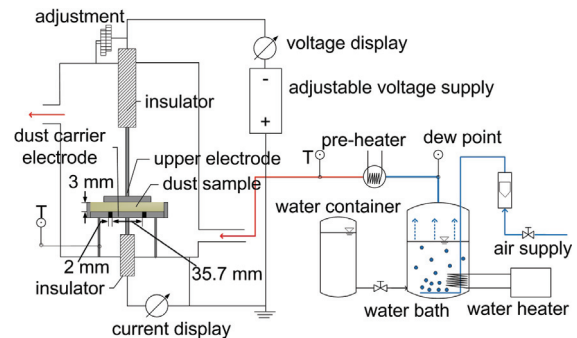 adjustment
voltage display
-
+
adjustable voltage supply
insulator
dust carrier
electrode
upper electrode
3 mm
dust sample
T
2 mm
35.7 mm
insulator
current display
pre-heater
dew point
T
water container
air supply
water bath
water heater